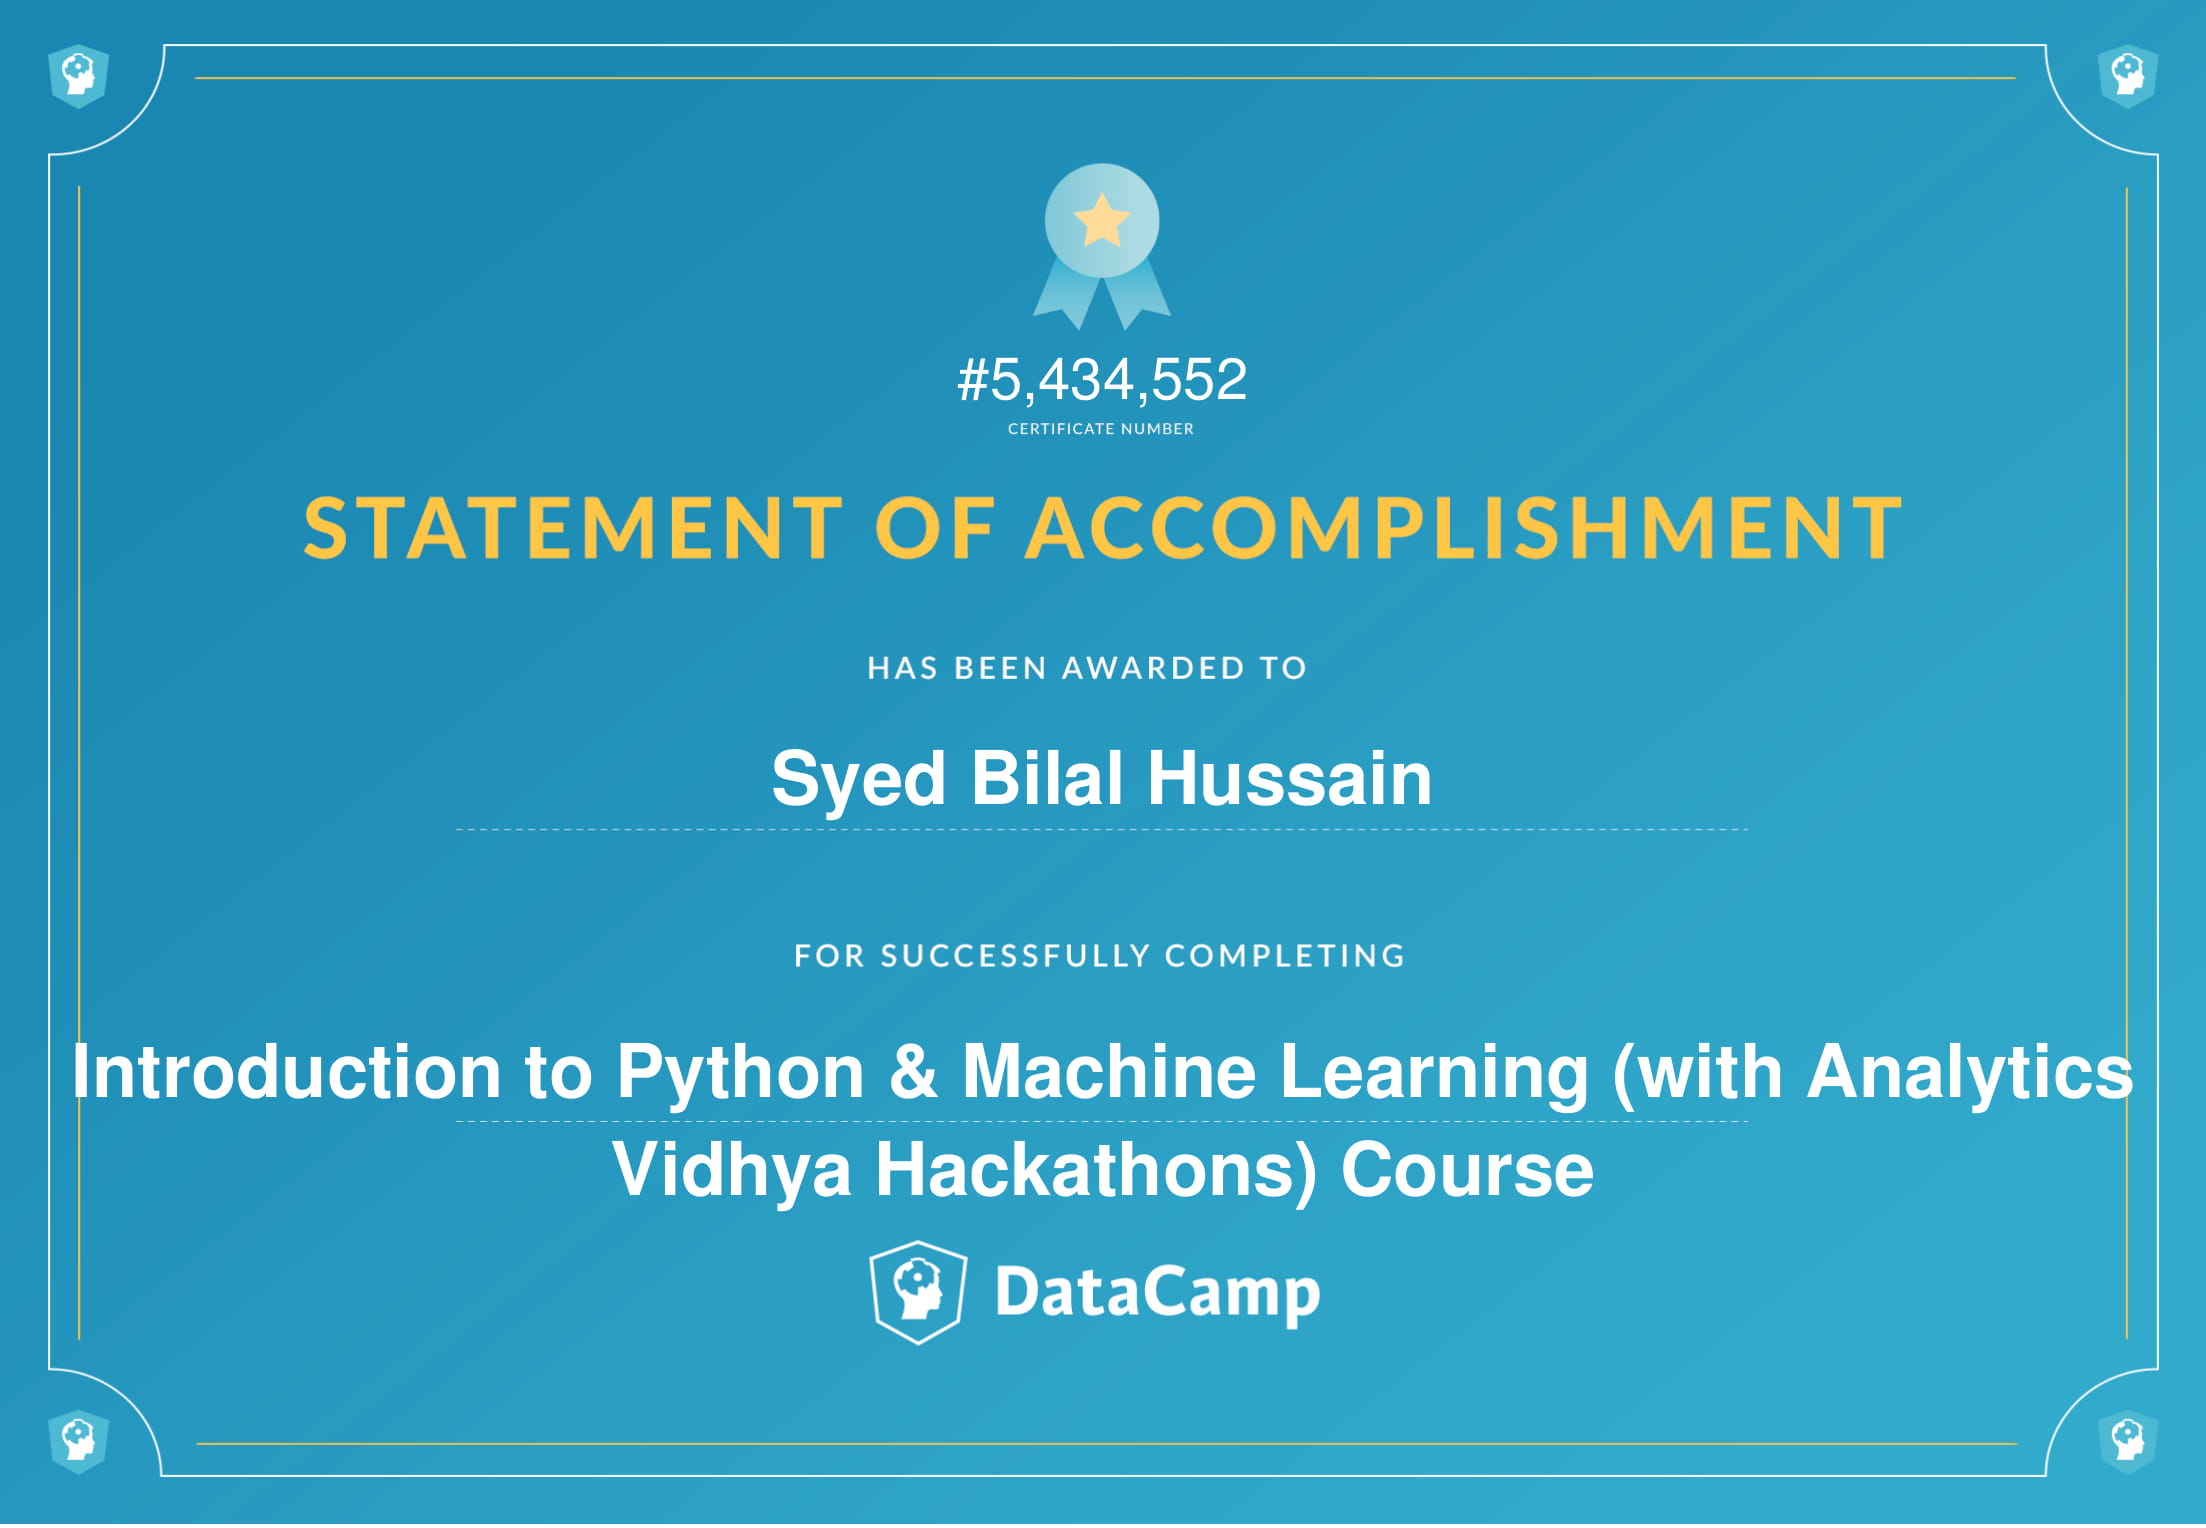 #5,434,552
CERTIFICATE NUMBER
STATEMENT OF ACCOMPLISHMENT
HAS BEEN AWARDED TO
Syed Bilal Hussain
FOR SUCCESSFULLY COMPLETING
Introduction to Python & Machine Learning (with Analytics
Vidhya Hackathons) Course
DataCamp